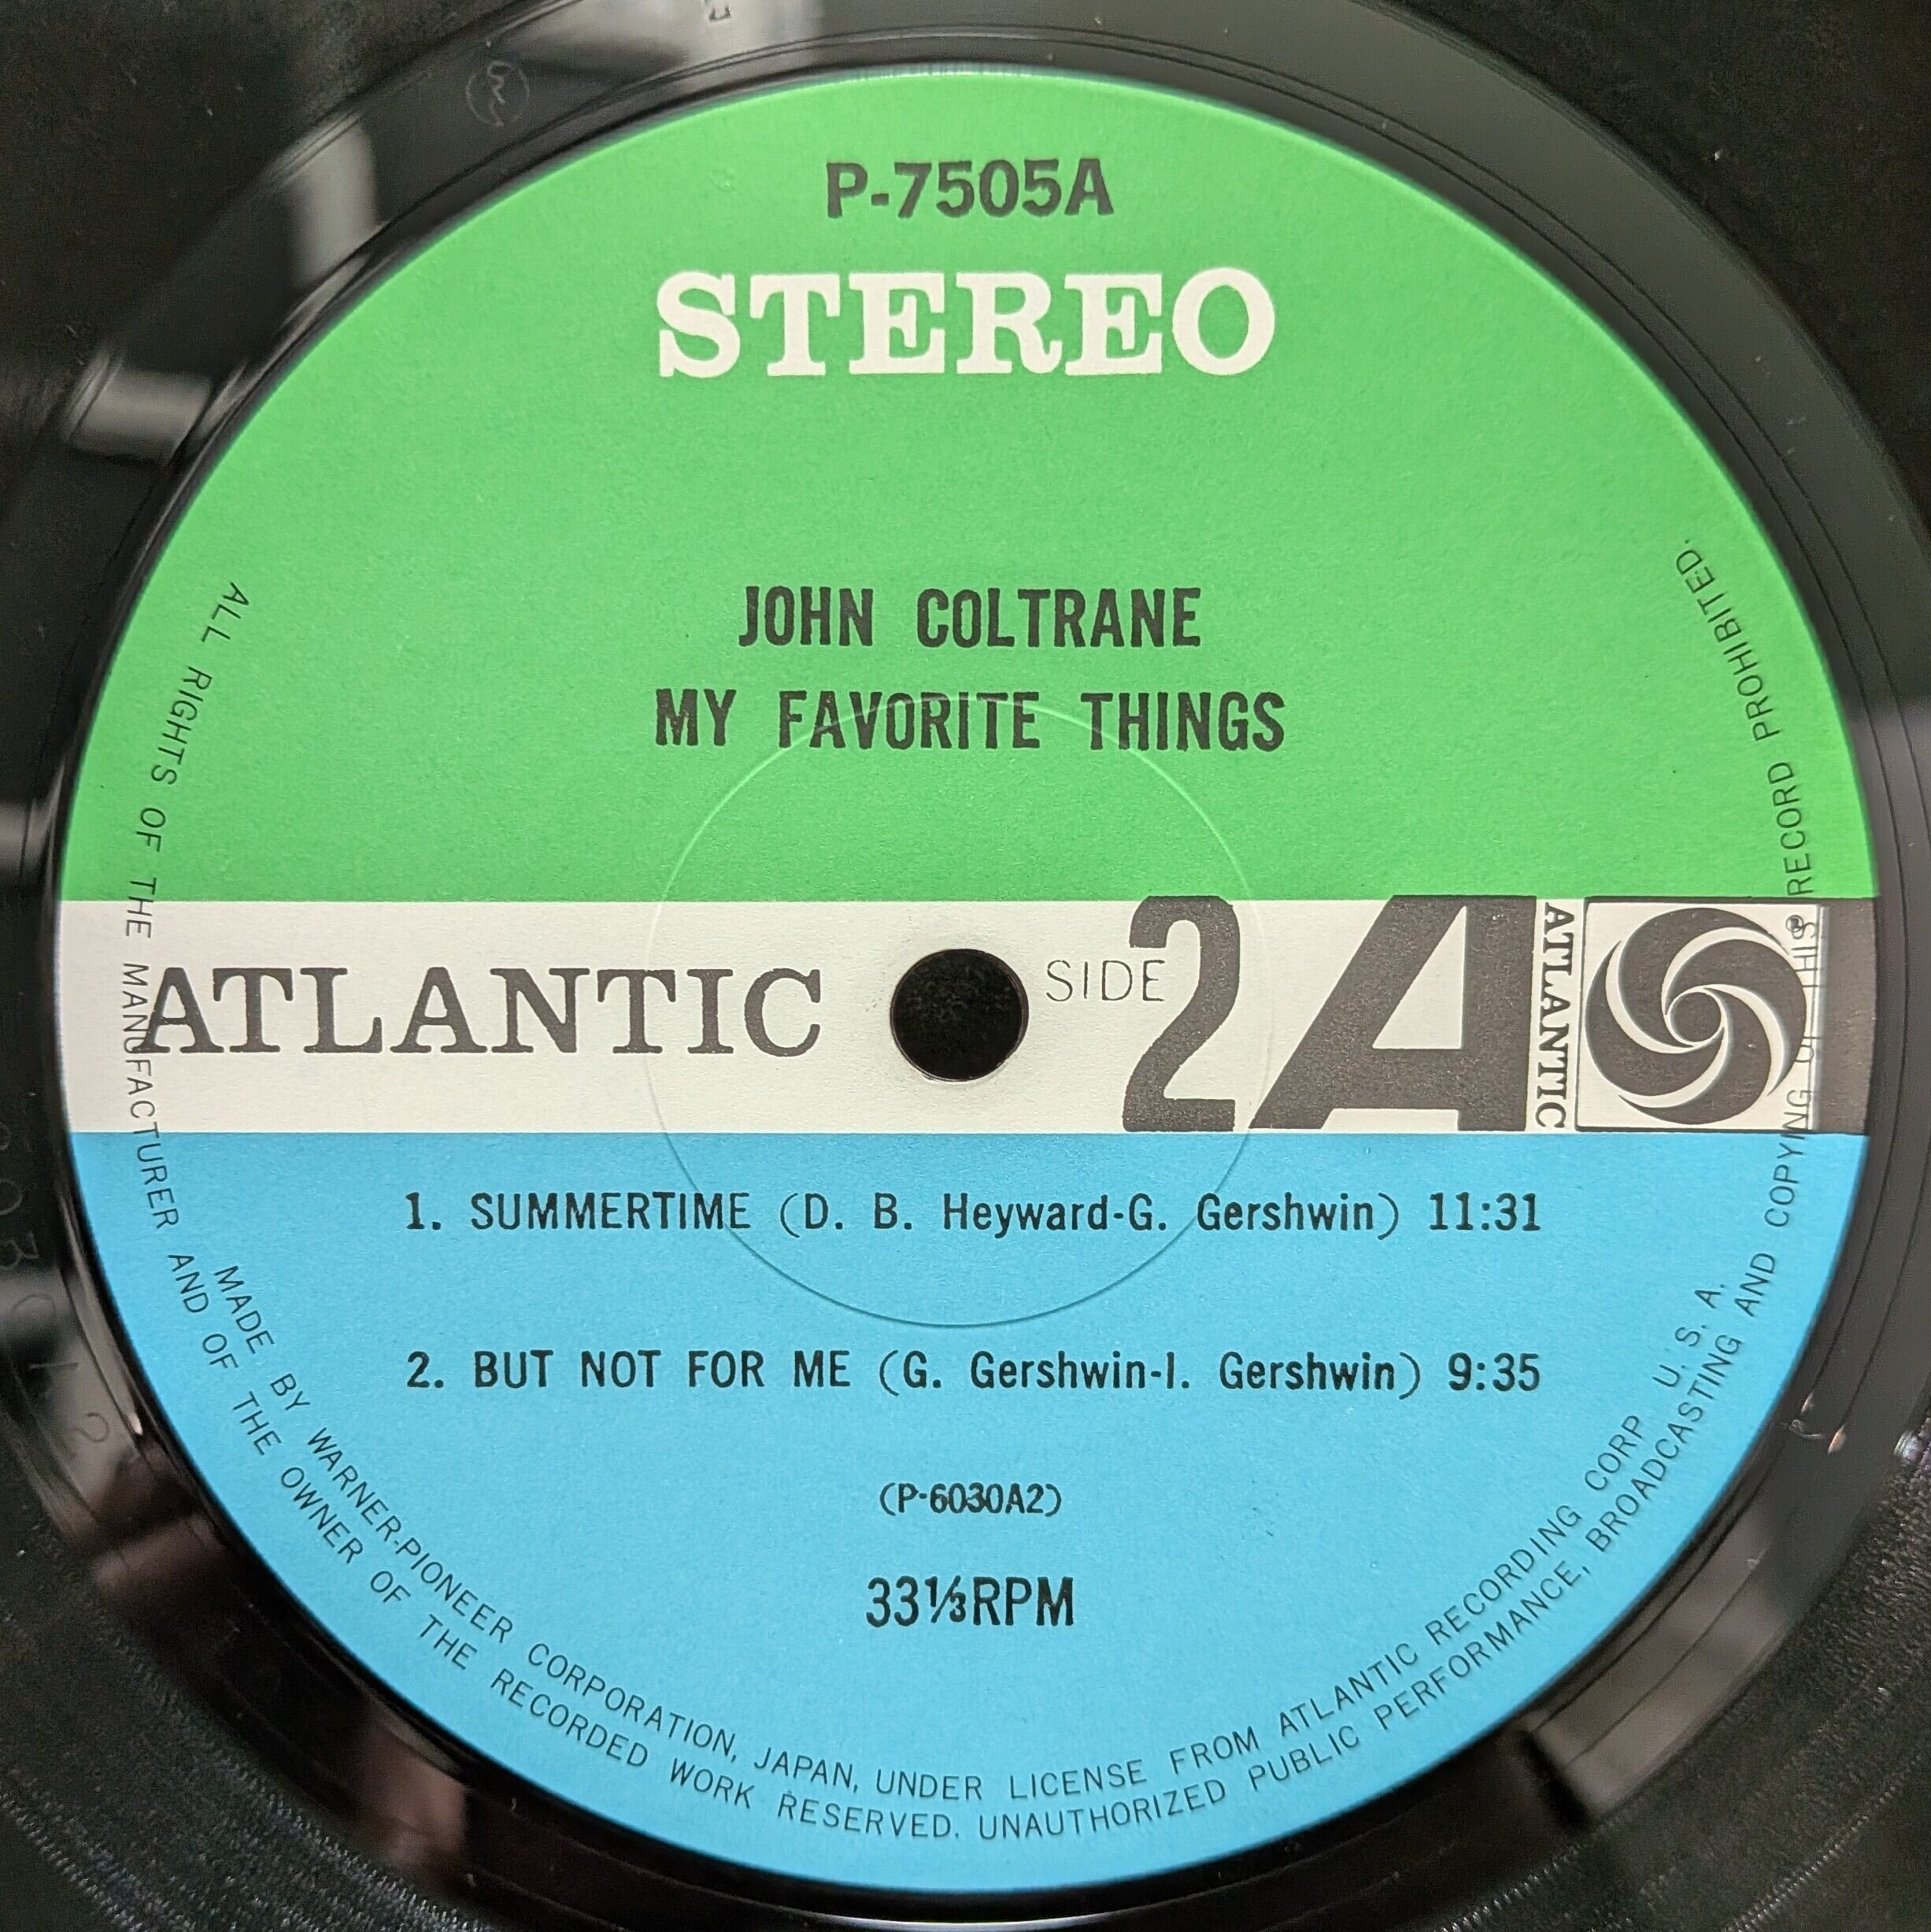 P-7505A
STEREO
JOHN COLTRANE
MY FAVORITE THINGS
ATLANTIC
SIDE 2
A
ATLANTIC
®
1. SUMMERTIME (D. B. Heyward-G. Gershwin) 11:31
2. BUT NOT FOR ME (G. Gershwin-I. Gershwin) 9:35
(P-6030A2)
33⅓RPM
MADE BY WARNER-PIONEER CORPORATION, JAPAN, UNDER LICENSE FROM ATLANTIC RECORDING CORP U. S. A.
ALL RIGHTS OF THE MANUFACTURER AND OF THE OWNER OF THE RECORDED WORK RESERVED. UNAUTHORIZED PUBLIC PERFORMANCE, BROADCASTING AND COPYING OF THIS RECORD PROHIBITED.